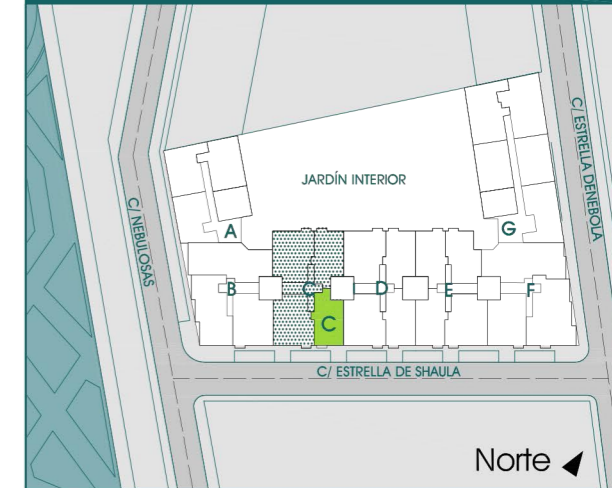 C/ ESTRELLA DENEBOLA
JARDÍN INTERIOR
C/ NEBULOSAS
A
G
B
C
D
E
F
C
C/ ESTRELLA DE SHAULA
Norte